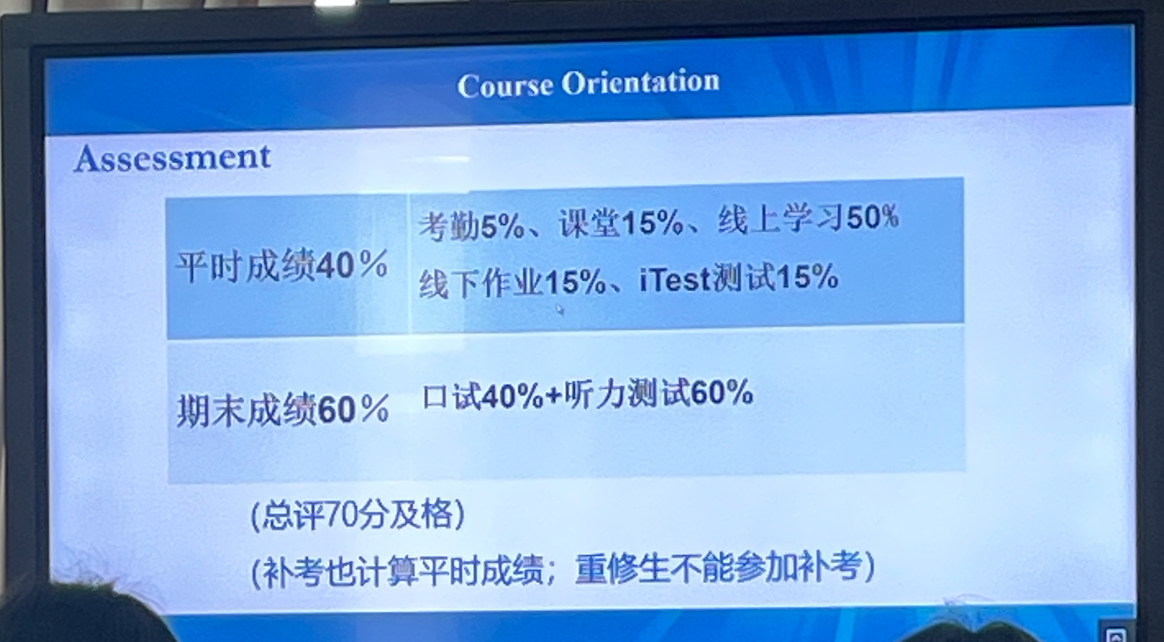 Course Orientation
Assessment
平时成绩40%
考勤5%、课堂15%、线上学习50%
线下作业15%、iTest测试15%
期末成绩60%
口试40%+听力测试60%
(总评70分及格)
(补考也计算平时成绩；重修生不能参加补考)